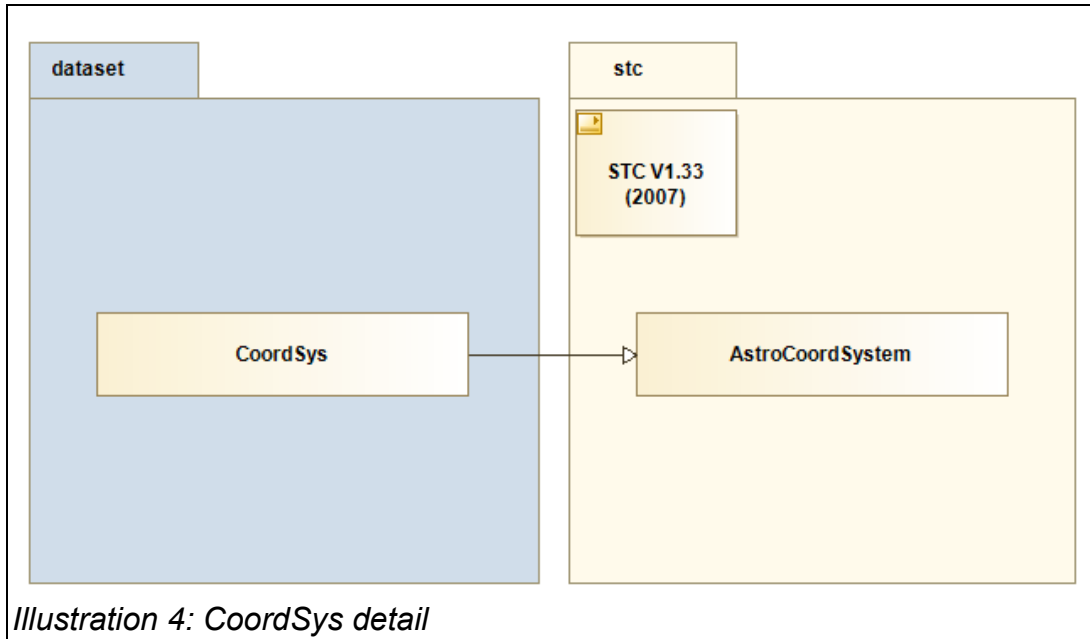 dataset
stc
STC V1.33
(2007)
CoordSys
AstroCoordSystem
Illustration 4: CoordSys detail